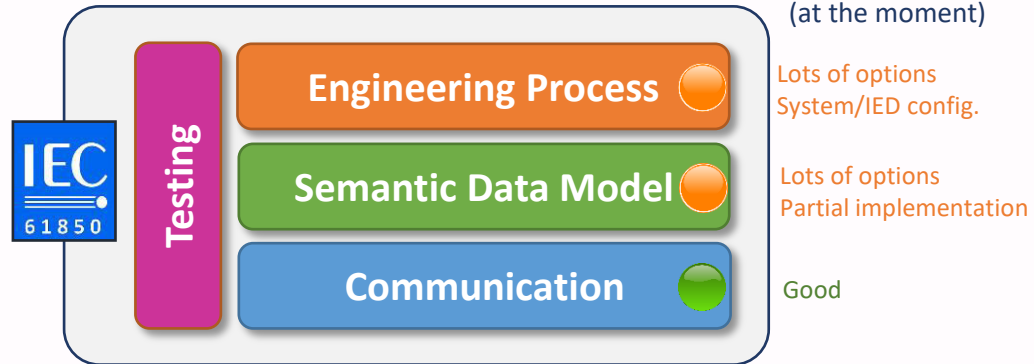 (at the moment)
IEC
61850
Testing
Engineering Process
Lots of options
System/IED config.
Semantic Data Model
Lots of options
Partial implementation
Communication
Good